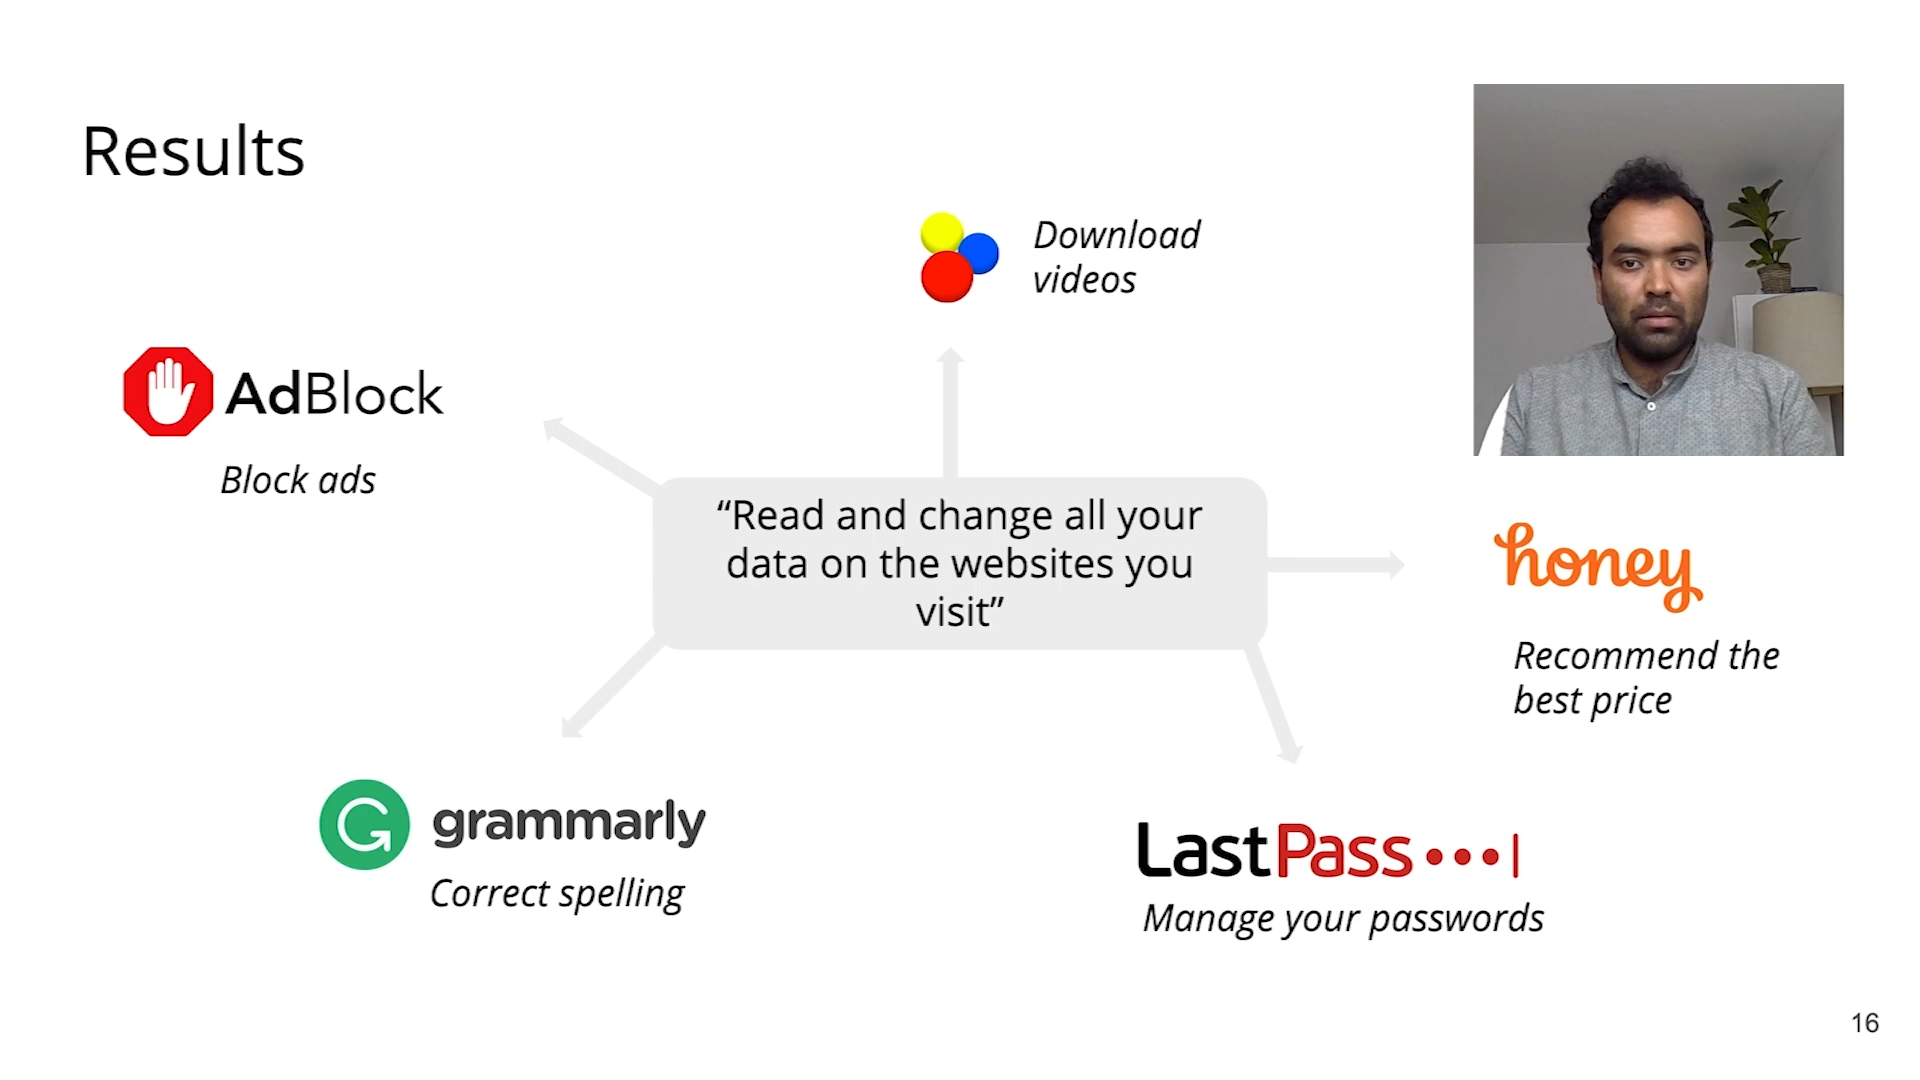 Results
Download
videos
AdBlock
Block ads
“Read and change all your
data on the websites you
visit”
honey
Recommend the
best price
grammarly
Correct spelling
LastPass
Manage your passwords
16